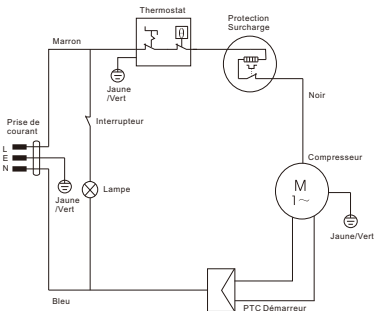 Thermostat
Protection
Surcharge
Marron
Jaune
/Vert
Noir
Interrupteur
Prise de
courant
L
E
N
Compresseur
M
1～
Lampe
Jaune
/Vert
Jaune/Vert
Bleu
PTC Démarreur